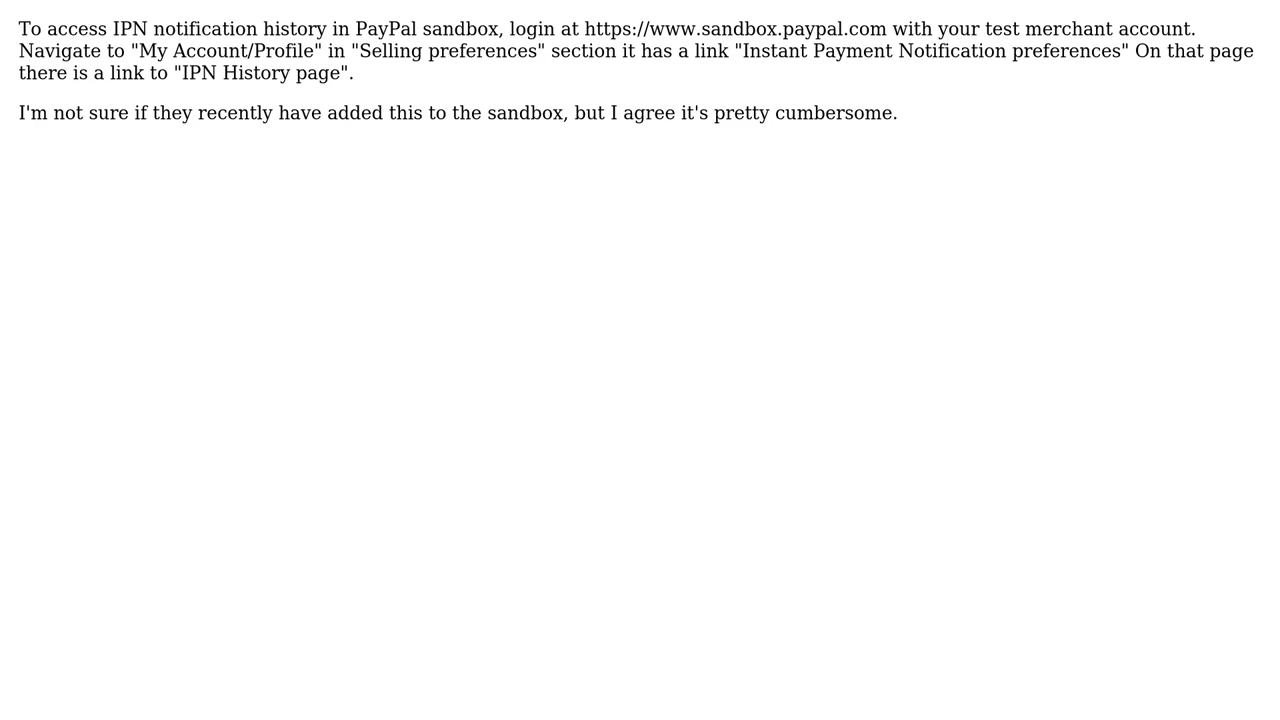 To access IPN notification history in PayPal sandbox, login at https://www.sandbox.paypal.com with your test merchant account.
Navigate to "My Account/Profile" in "Selling preferences" section it has a link "Instant Payment Notification preferences" On that page
there is a link to "IPN History page".
I'm not sure if they recently have added this to the sandbox, but I agree it's pretty cumbersome.